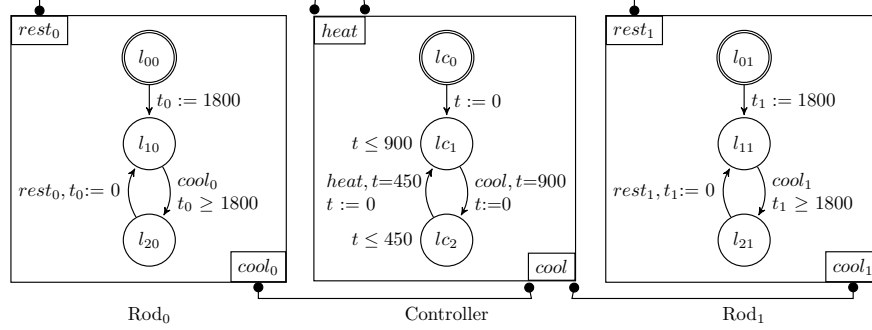 rest₀
l₀₀
t₀ := 1800
l₁₀
rest₀, t₀:= 0
cool₀
t₀ ≥ 1800
l₂₀
cool₀
Rod₀
heat
lc₀
t := 0
t ≤ 900
lc₁
heat, t=450
t := 0
cool, t=900
t:=0
t ≤ 450
lc₂
cool
Controller
rest₁
l₀₁
t₁ := 1800
l₁₁
rest₁, t₁:= 0
cool₁
t₁ ≥ 1800
l₂₁
cool₁
Rod₁